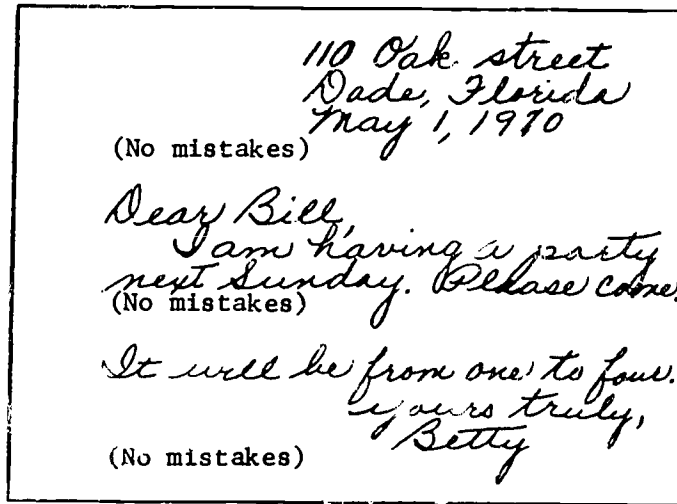 110 Oak street
Dade, Florida
May 1, 1970
(No mistakes)
Dear Bill,
I am having a party
next Sunday. Please come.
(No mistakes)
It will be from one to four.
yours truly,
Betty
(No mistakes)